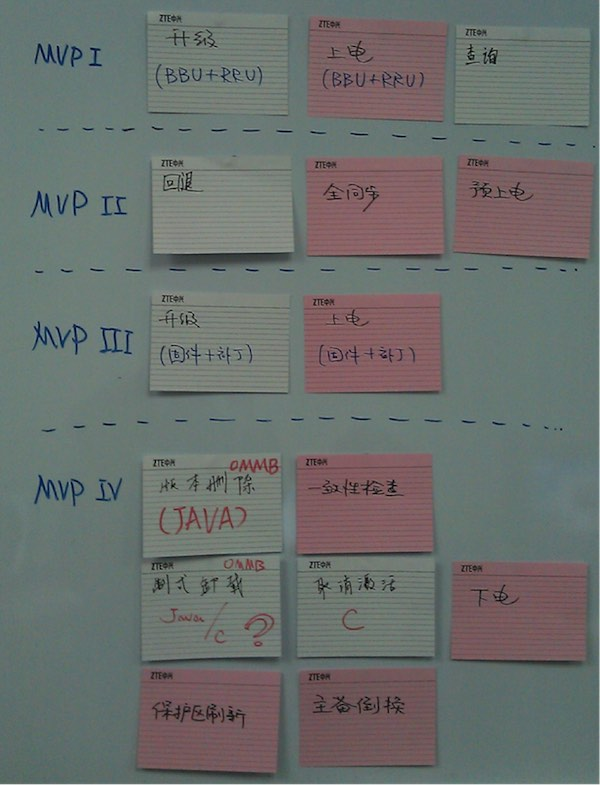 MVP I
ZTE中兴
升级
(BBU+RRU)
ZTE中兴
上电
(BBU+RRU)
ZTE中兴
查询
MVP II
ZTE中兴
回退
ZTE中兴
全同步
ZTE中兴
预上电
MVP III
ZTE中兴
升级
(固件+补丁)
ZTE中兴
上电
(固件+补丁)
MVP IV
ZTE中兴
OMMB
版本删除
(JAVA)
ZTE中兴
一致性检查
ZTE中兴
OMMB
制式卸载
Java/C ?
ZTE中兴
取消激活
C
ZTE中兴
下电
ZTE中兴
保护区刷新
ZTE中兴
主备倒换